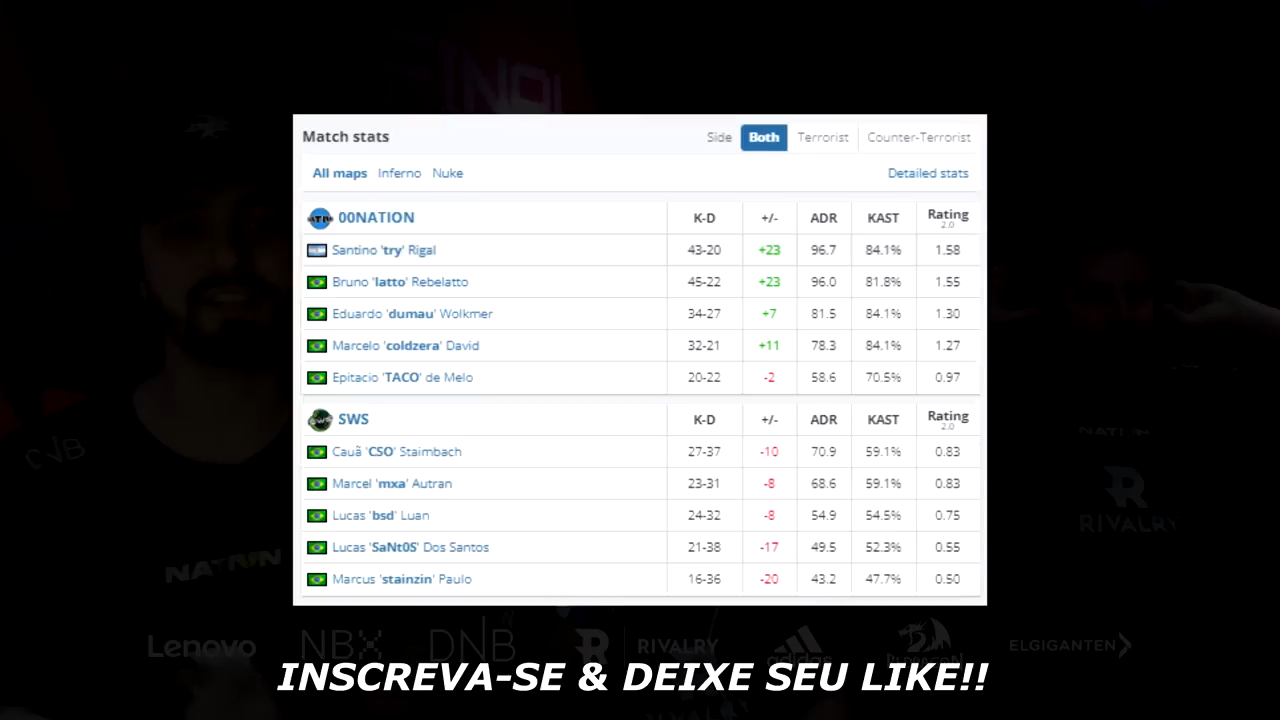 Match stats
Side Both Terrorist Counter-Terrorist
All maps Inferno Nuke Detailed stats
00NATION K-D +/- ADR KAST Rating 2.0
Santino 'try' Rigal 43-20 +23 96.7 84.1% 1.58
Bruno 'latto' Rebelatto 45-22 +23 96.0 81.8% 1.55
Eduardo 'dumau' Wolkmer 34-27 +7 81.5 84.1% 1.30
Marcelo 'coldzera' David 32-21 +11 78.3 84.1% 1.27
Epitacio 'TACO' de Melo 20-22 -2 58.6 70.5% 0.97
SWS K-D +/- ADR KAST Rating 2.0
Cauã 'CSO' Staimbach 27-37 -10 70.9 59.1% 0.83
Marcel 'mxa' Autran 23-31 -8 68.6 59.1% 0.83
Lucas 'bsd' Luan 24-32 -8 54.9 54.5% 0.75
Lucas 'SaNt0S' Dos Santos 21-38 -17 49.5 52.3% 0.55
Marcus 'stainzin' Paulo 16-36 -20 43.2 47.7% 0.50
DNB
RIVALRY
NATION
Lenovo NBX DNB RIVALRY adidas ELGIGANTEN
INSCREVA-SE & DEIXE SEU LIKE!!